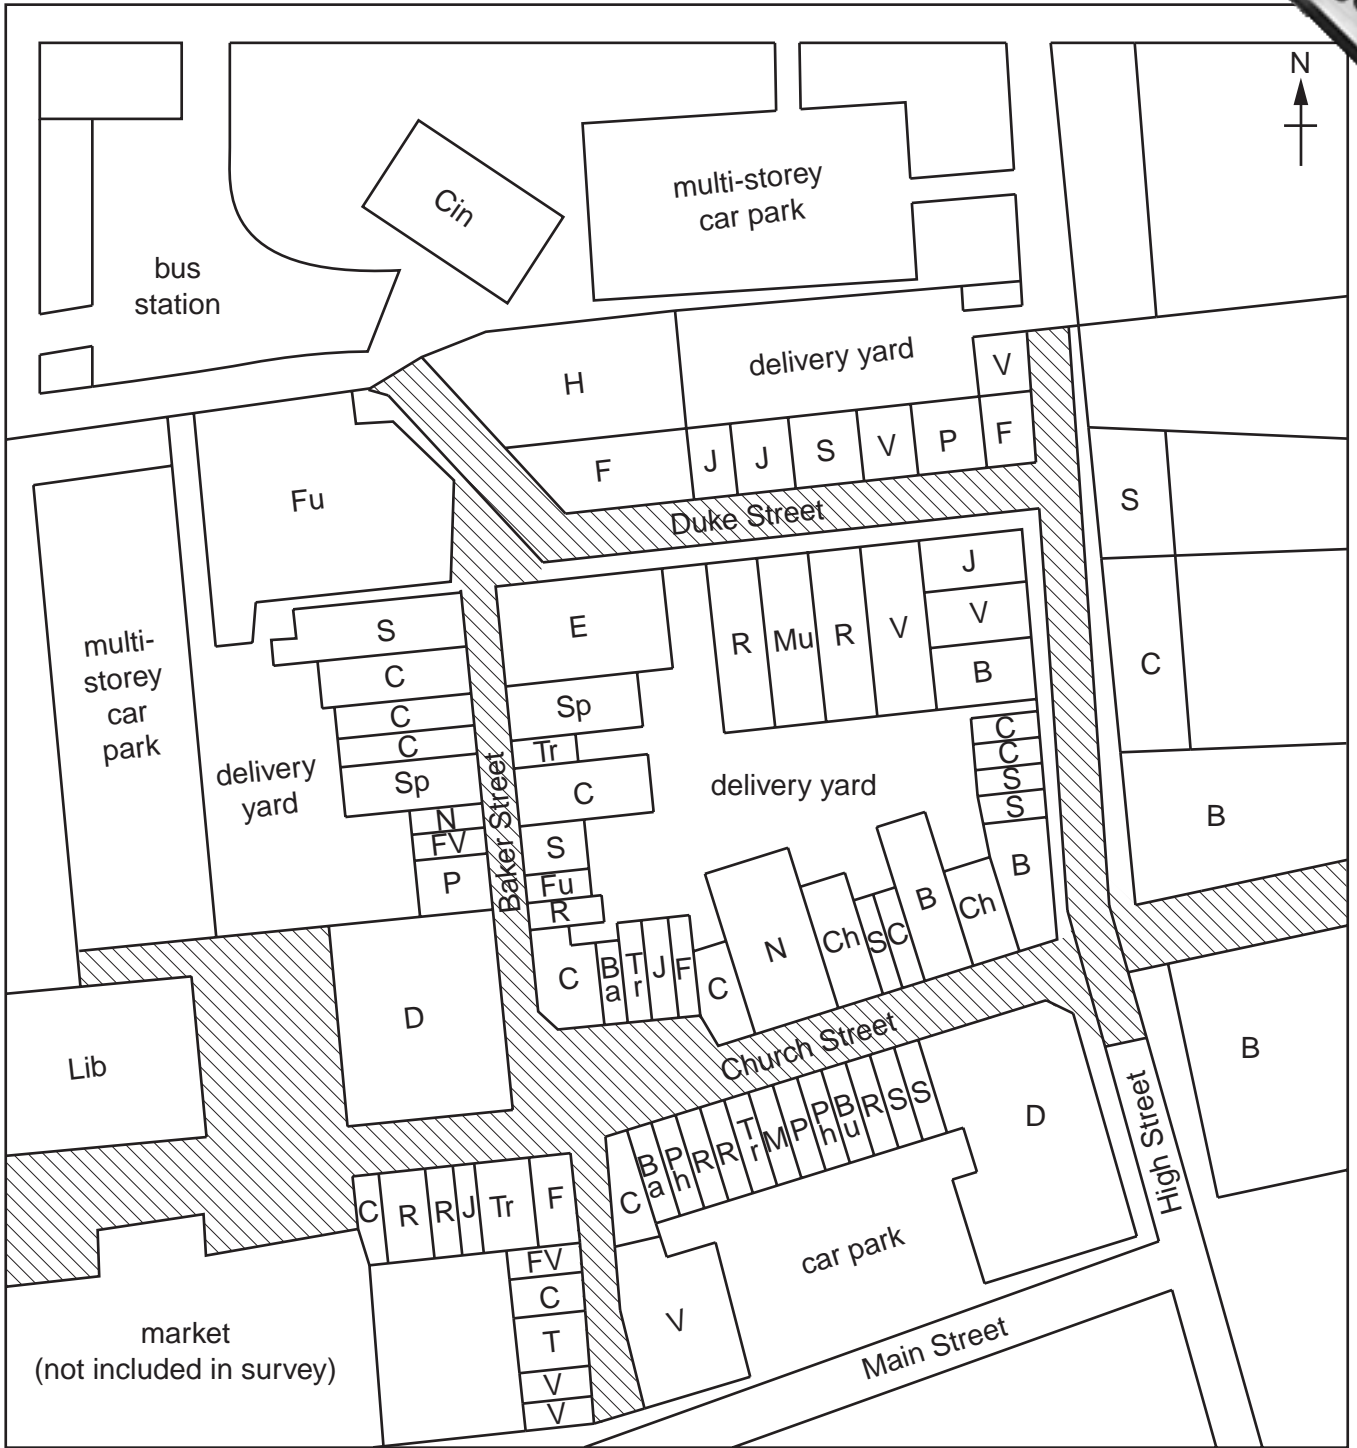 N
Cin
multi-storey
car park
bus
station
delivery yard
V
H
F
J
J
S
V
P
F
Fu
Duke Street
S
multi-
storey
car
park
S
C
C
C
Sp
N
FV
P
delivery
yard
Baker Street
E
Sp
Tr
C
S
Fu
R
R
Mu
R
V
J
V
B
C
C
S
S
B
delivery yard
C
B
C
Ba
Tr
J
F
C
N
Ch
S
C
B
Ch
Church Street
Lib
D
B
High Street
C
Ba
Ph
R
R
Tr
M
P
Ph
Bu
R
S
S
D
C
R
R
J
Tr
F
FV
C
T
V
V
V
car park
Main Street
market
(not included in survey)